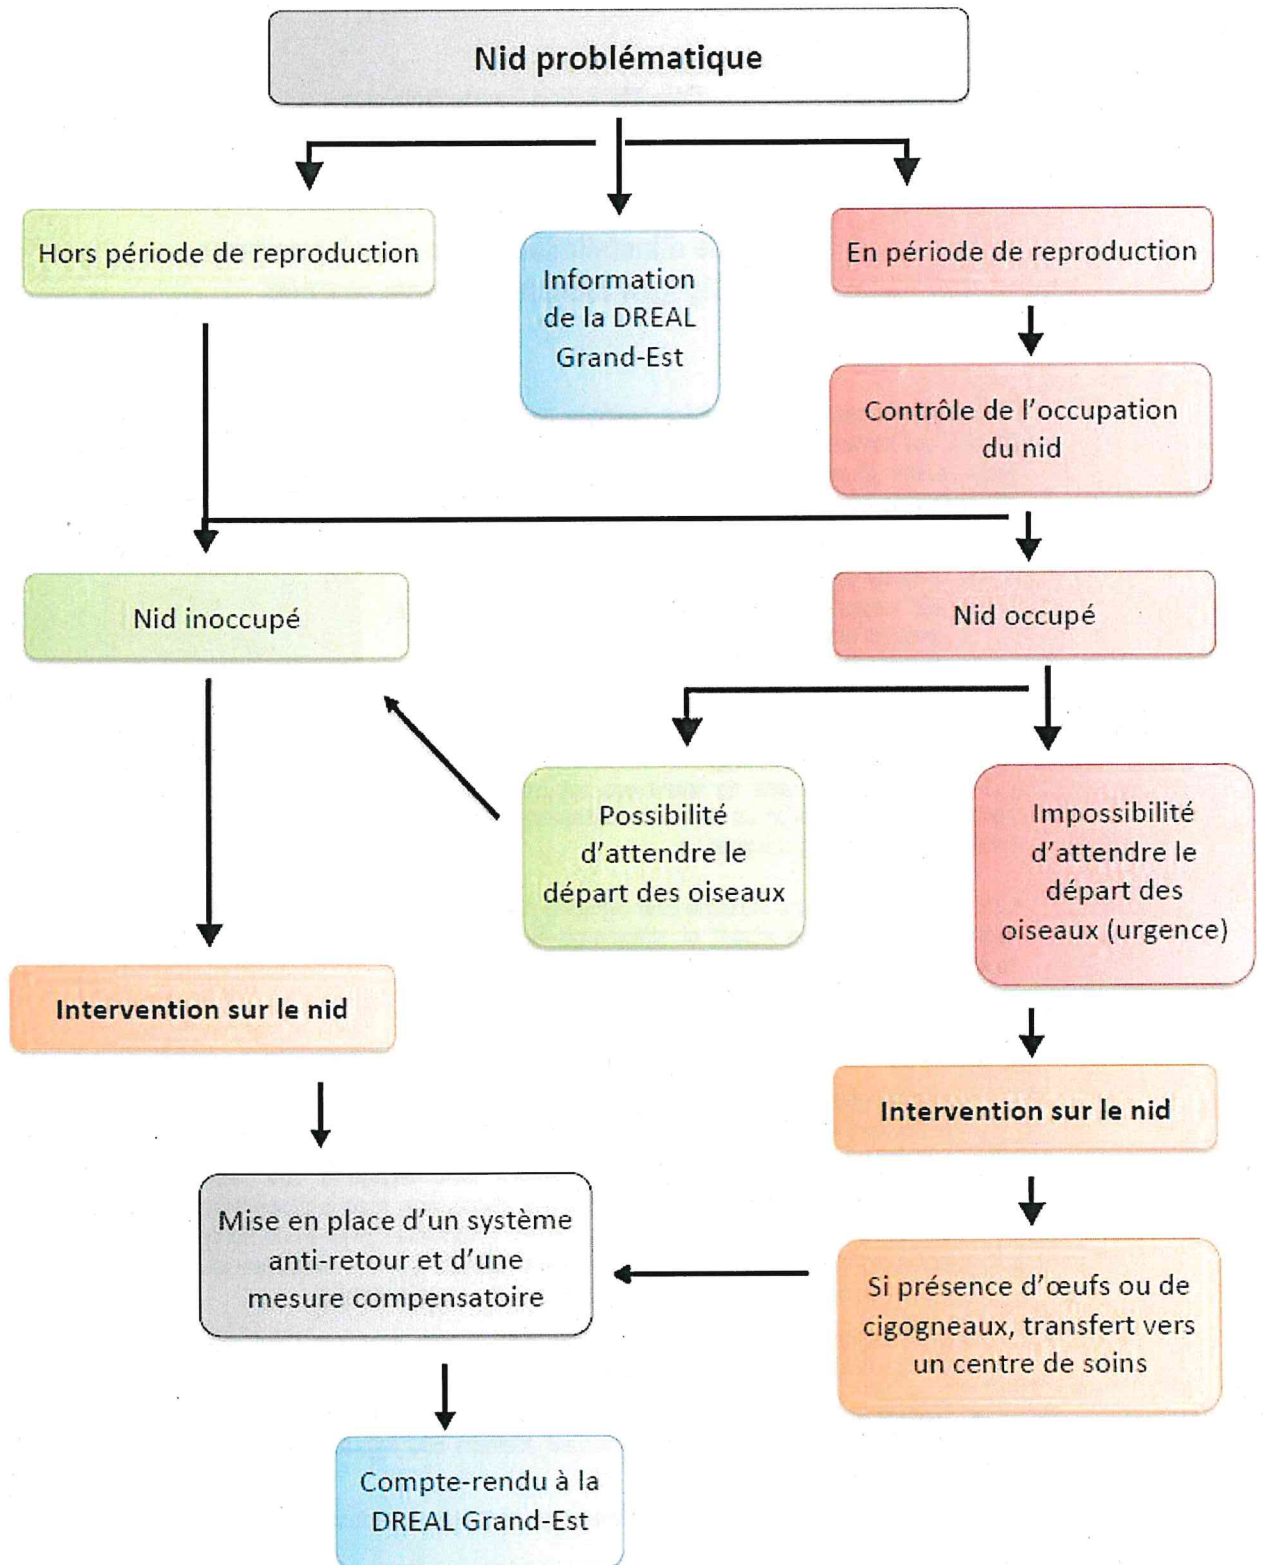 Nid problématique
Hors période de reproduction
Information
de la DREAL
Grand-Est
En période de reproduction
Contrôle de l’occupation
du nid
Nid inoccupé
Nid occupé
Possibilité
d’attendre le
départ des oiseaux
Impossibilité
d’attendre le
départ des
oiseaux (urgence)
Intervention sur le nid
Intervention sur le nid
Mise en place d’un système
anti-retour et d’une
mesure compensatoire
Si présence d’œufs ou de
cigogneaux, transfert vers
un centre de soins
Compte-rendu à la
DREAL Grand-Est